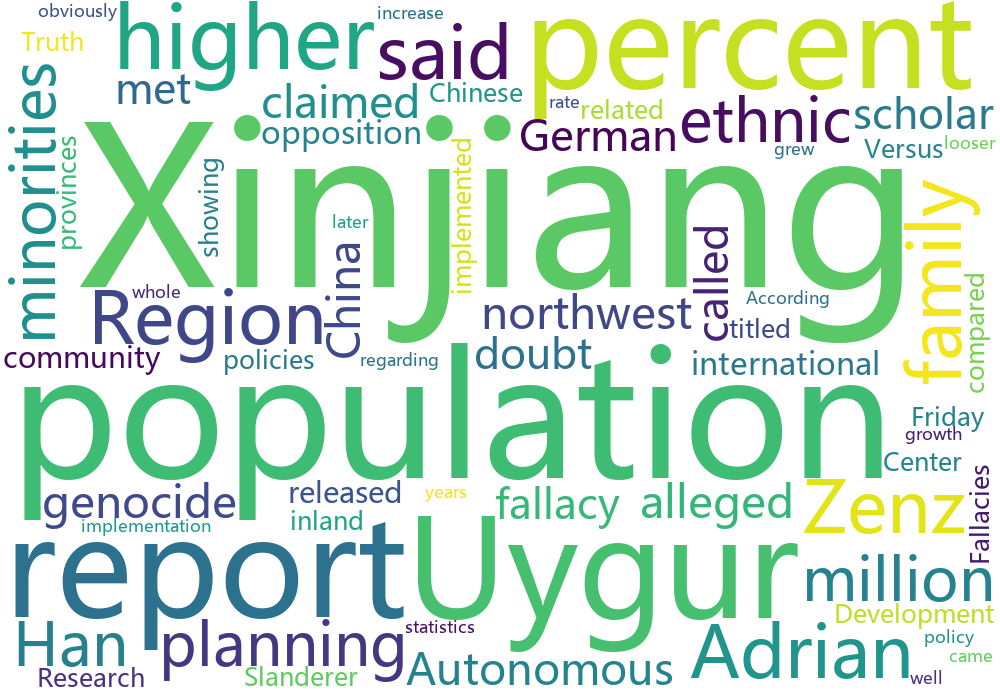 obviously
increase
Truth
higher
said
percent
met
claimed
Chinese
rate
related
ethnic
scholar
minorities
opposition
German
grew
Versus
looser
provinces
Xinjiang
showing
implemented
later
China
family
whole
Region
northwest
called
According
titled
compared
community
policies
regarding
doubt
international
population
Friday
growth
Center
genocide
released
years
fallacy
alleged
Zenz
Fallacies
implementation
inland
report
Uygur
million
Development
Han
planning
statistics
Adrian
policy
came
Research
Slanderer
Autonomous
well